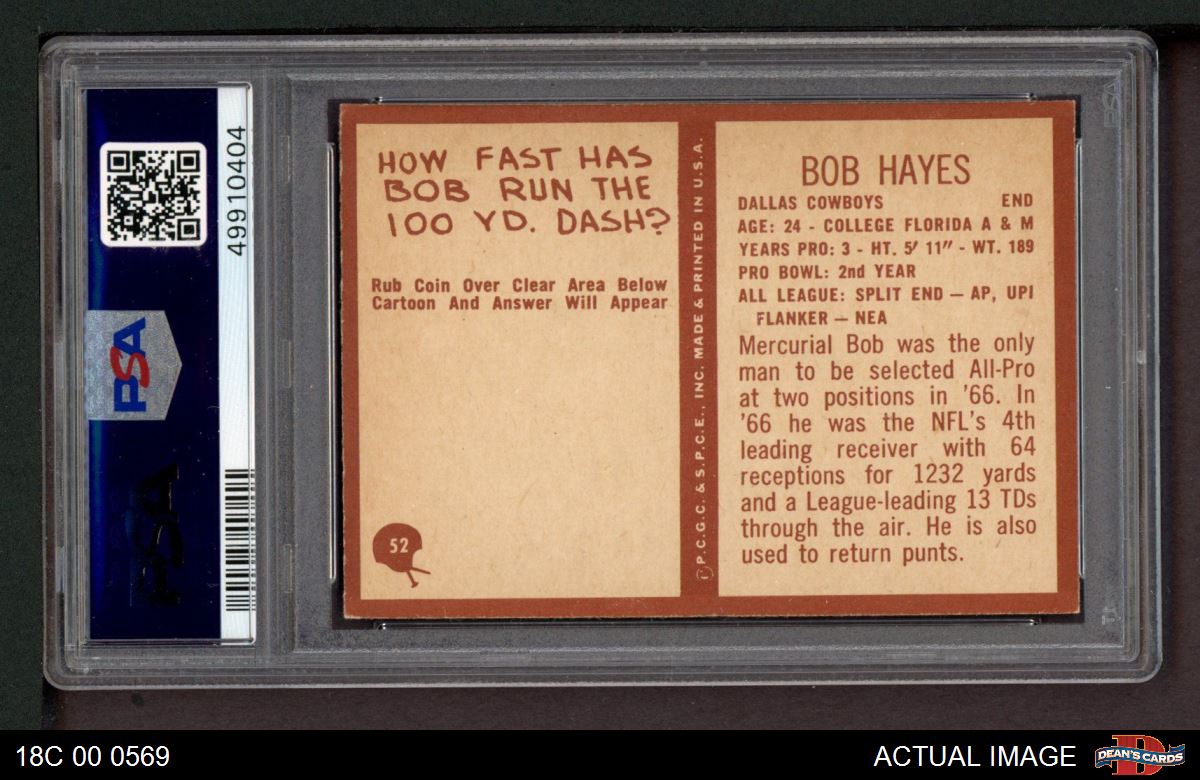 49910404
PSA
PSA
HOW FAST HAS
BOB RUN THE
100 YD. DASH?
Rub Coin Over Clear Area Below
Cartoon And Answer Will Appear
52
P.C.G.C. & S.P.C.E., INC. MADE & PRINTED IN U.S.A.
BOB HAYES
DALLAS COWBOYS END
AGE: 24 - COLLEGE FLORIDA A & M
YEARS PRO: 3 - HT. 5' 11" - WT. 189
PRO BOWL: 2nd YEAR
ALL LEAGUE: SPLIT END — AP, UPI
FLANKER — NEA
Mercurial Bob was the only
man to be selected All-Pro
at two positions in '66. In
'66 he was the NFL's 4th
leading receiver with 64
receptions for 1232 yards
and a League-leading 13 TDs
through the air. He is also
used to return punts.
PSA
18C 00 0569
ACTUAL IMAGE
D
DEAN'S CARDS